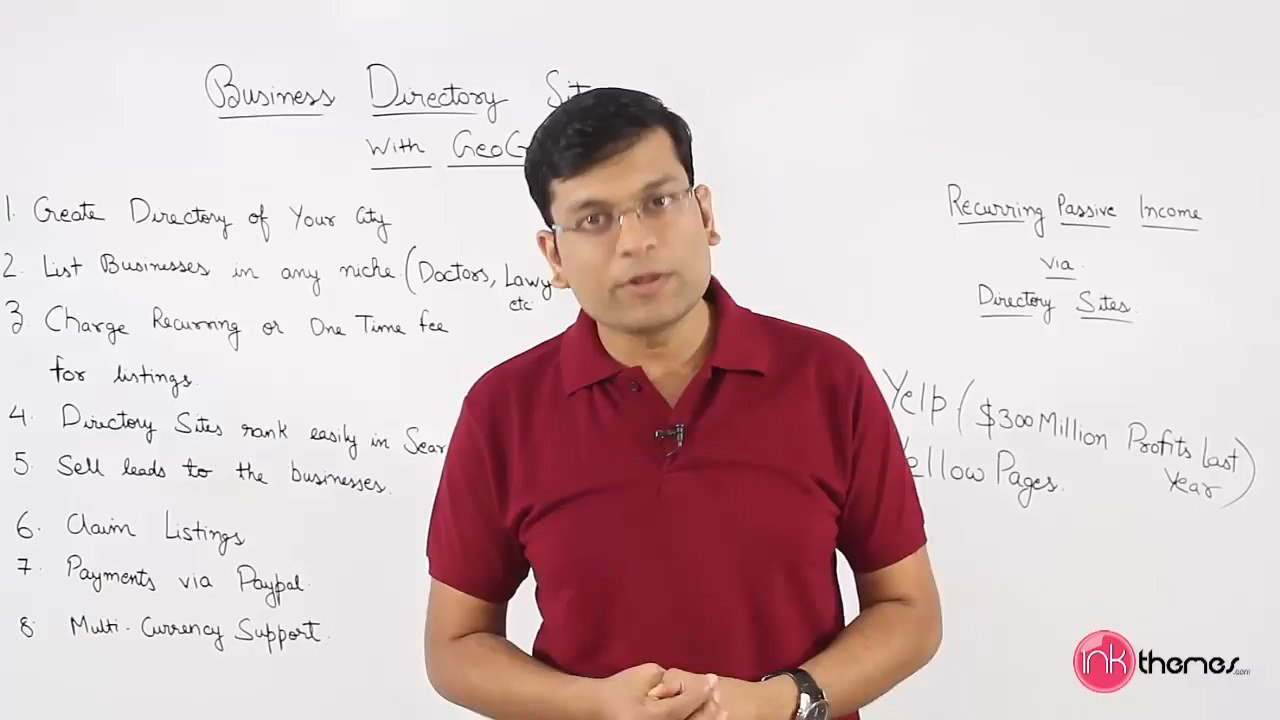 Business Directory
With
1. Create Directory of Your City
2. List Businesses in any niche (Doctors,
etc.
3. Charge Recurring or One Time fee
for listings.
4. Directory Sites rank easily in
5. Sell leads to the businesses.
6. Claim Listings
7. Payments via Paypal.
8. Multi-Currency Support.
Recurring Passive Income
via
Directory Sites.
Yelp ($300 Million Profits last
Year)
Yellow Pages.
inkthemes.com